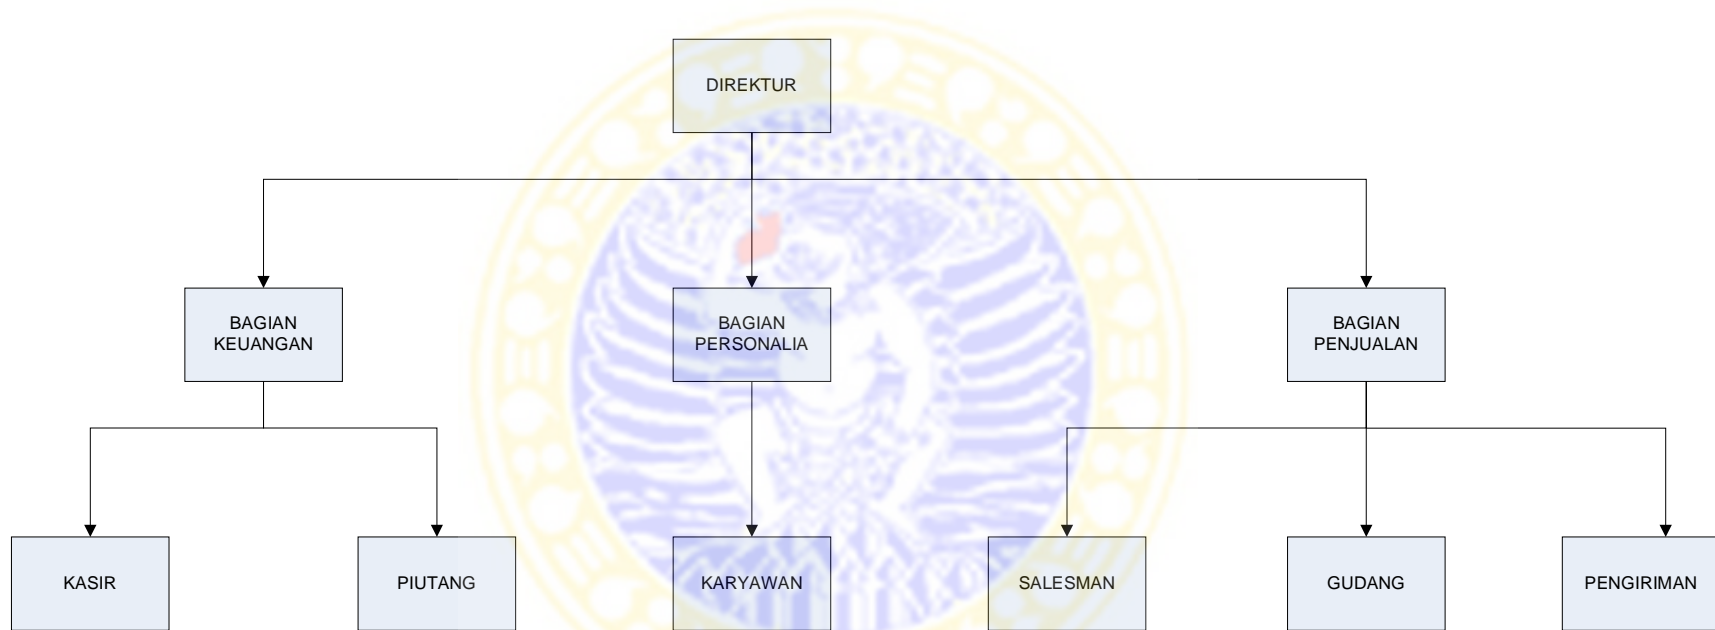 DIREKTUR
BAGIAN
KEUANGAN
BAGIAN
PERSONALIA
BAGIAN
PENJUALAN
KASIR
PIUTANG
KARYAWAN
SALESMAN
GUDANG
PENGIRIMAN